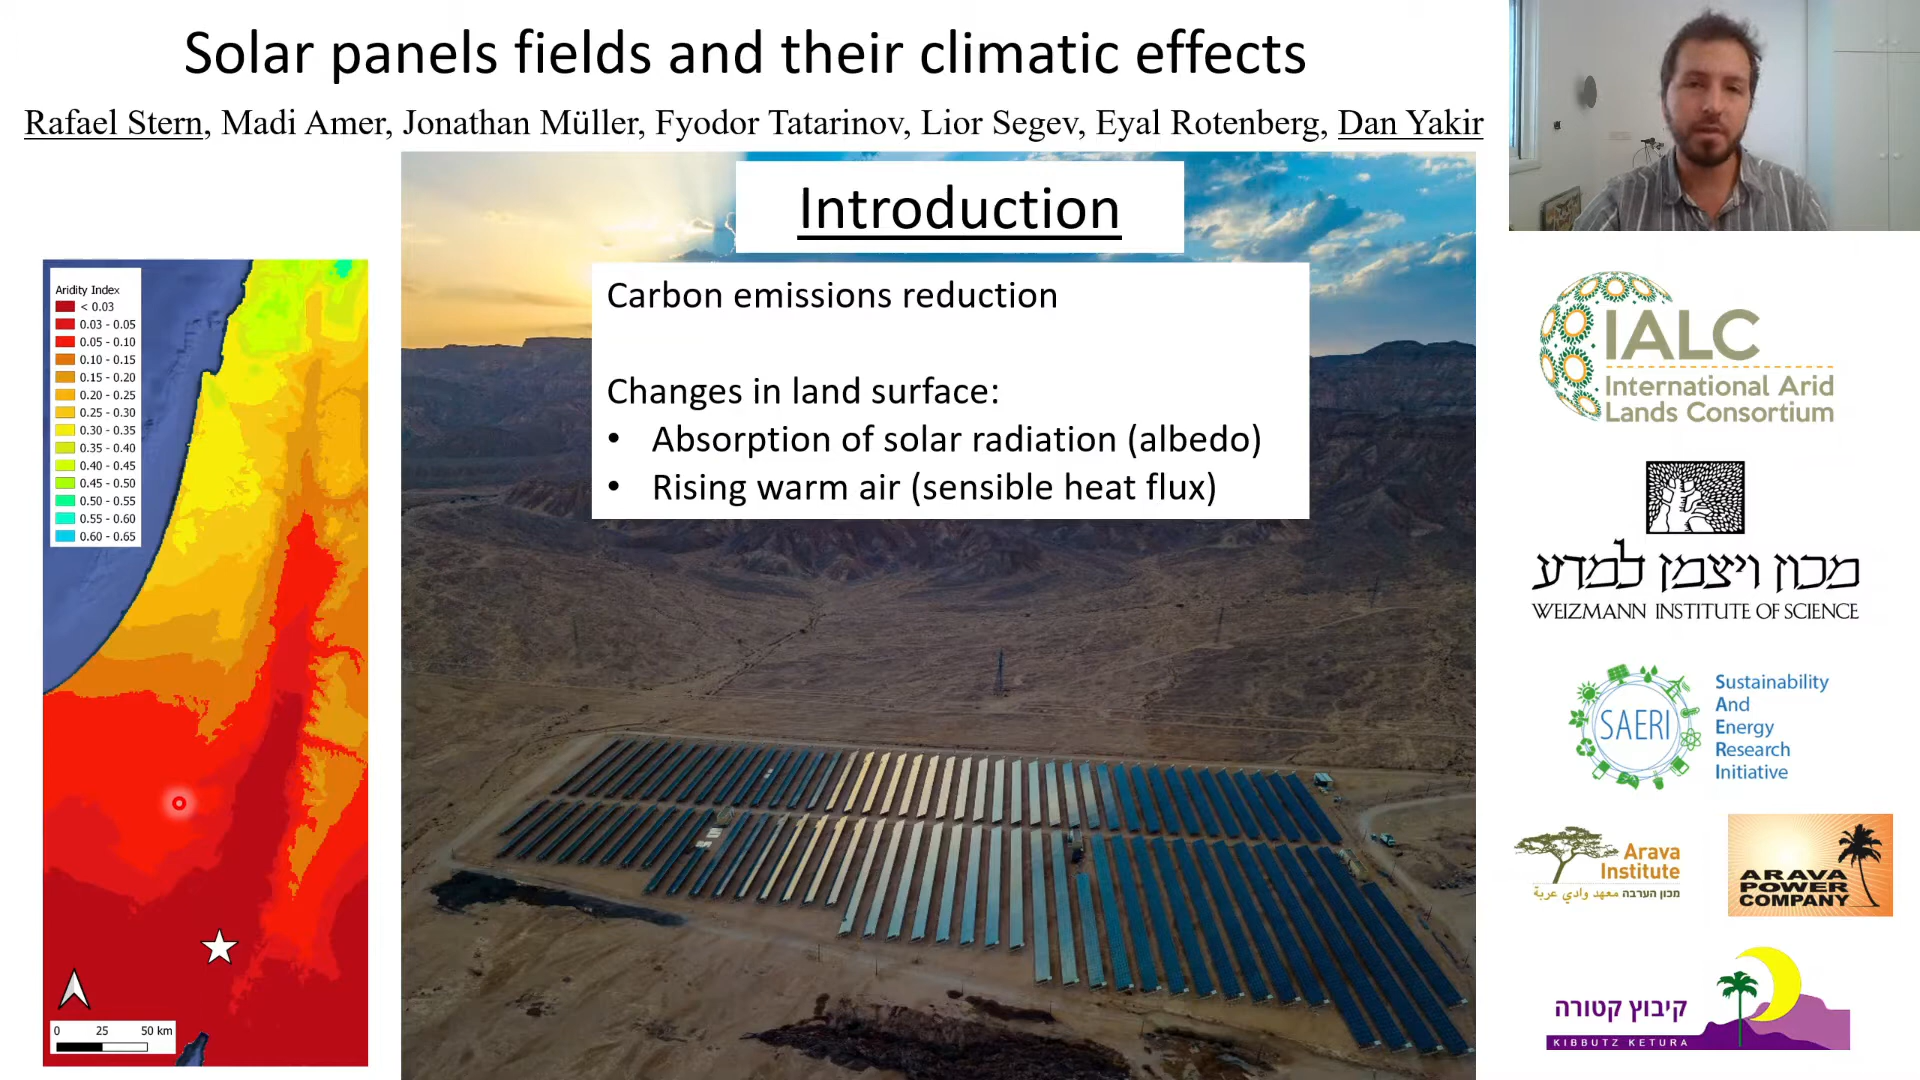 Solar panels fields and their climatic effects
Rafael Stern, Madi Amer, Jonathan Müller, Fyodor Tatarinov, Lior Segev, Eyal Rotenberg, Dan Yakir
Introduction
Carbon emissions reduction
Changes in land surface:
• Absorption of solar radiation (albedo)
• Rising warm air (sensible heat flux)
Aridity Index
< 0.03
0.03 - 0.05
0.05 - 0.10
0.10 - 0.15
0.15 - 0.20
0.20 - 0.25
0.25 - 0.30
0.30 - 0.35
0.35 - 0.40
0.40 - 0.45
0.45 - 0.50
0.50 - 0.55
0.55 - 0.60
0.60 - 0.65
0 25 50 km
IALC
International Arid
Lands Consortium
מכון ויצמן למדע
WEIZMANN INSTITUTE OF SCIENCE
SAERI
Sustainability
And
Energy
Research
Initiative
Arava
Institute
מכון הערבה معهد وادي عربة
ARAVA
POWER
COMPANY
קיבוץ קטורה
KIBBUTZ KETURA